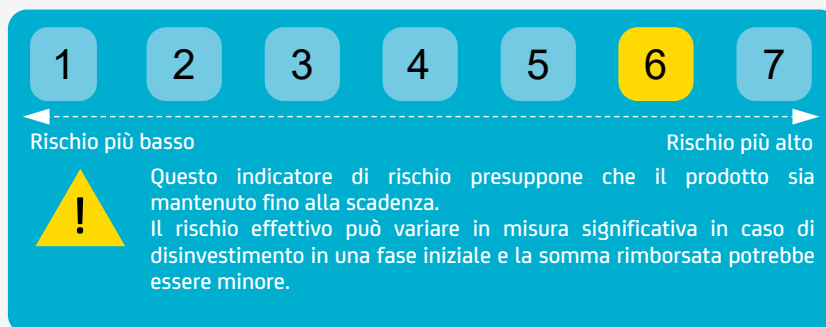 1 2 3 4 5 6 7
Rischio più basso Rischio più alto
! Questo indicatore di rischio presuppone che il prodotto sia
mantenuto fino alla scadenza.
Il rischio effettivo può variare in misura significativa in caso di
disinvestimento in una fase iniziale e la somma rimborsata potrebbe
essere minore.